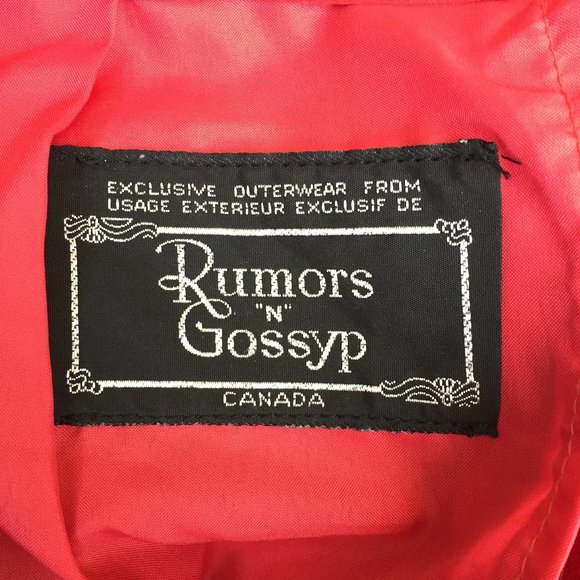 EXCLUSIVE OUTERWEAR FROM
USAGE EXTERIEUR EXCLUSIF DE
Rumors
"N"
Gossyp
CANADA